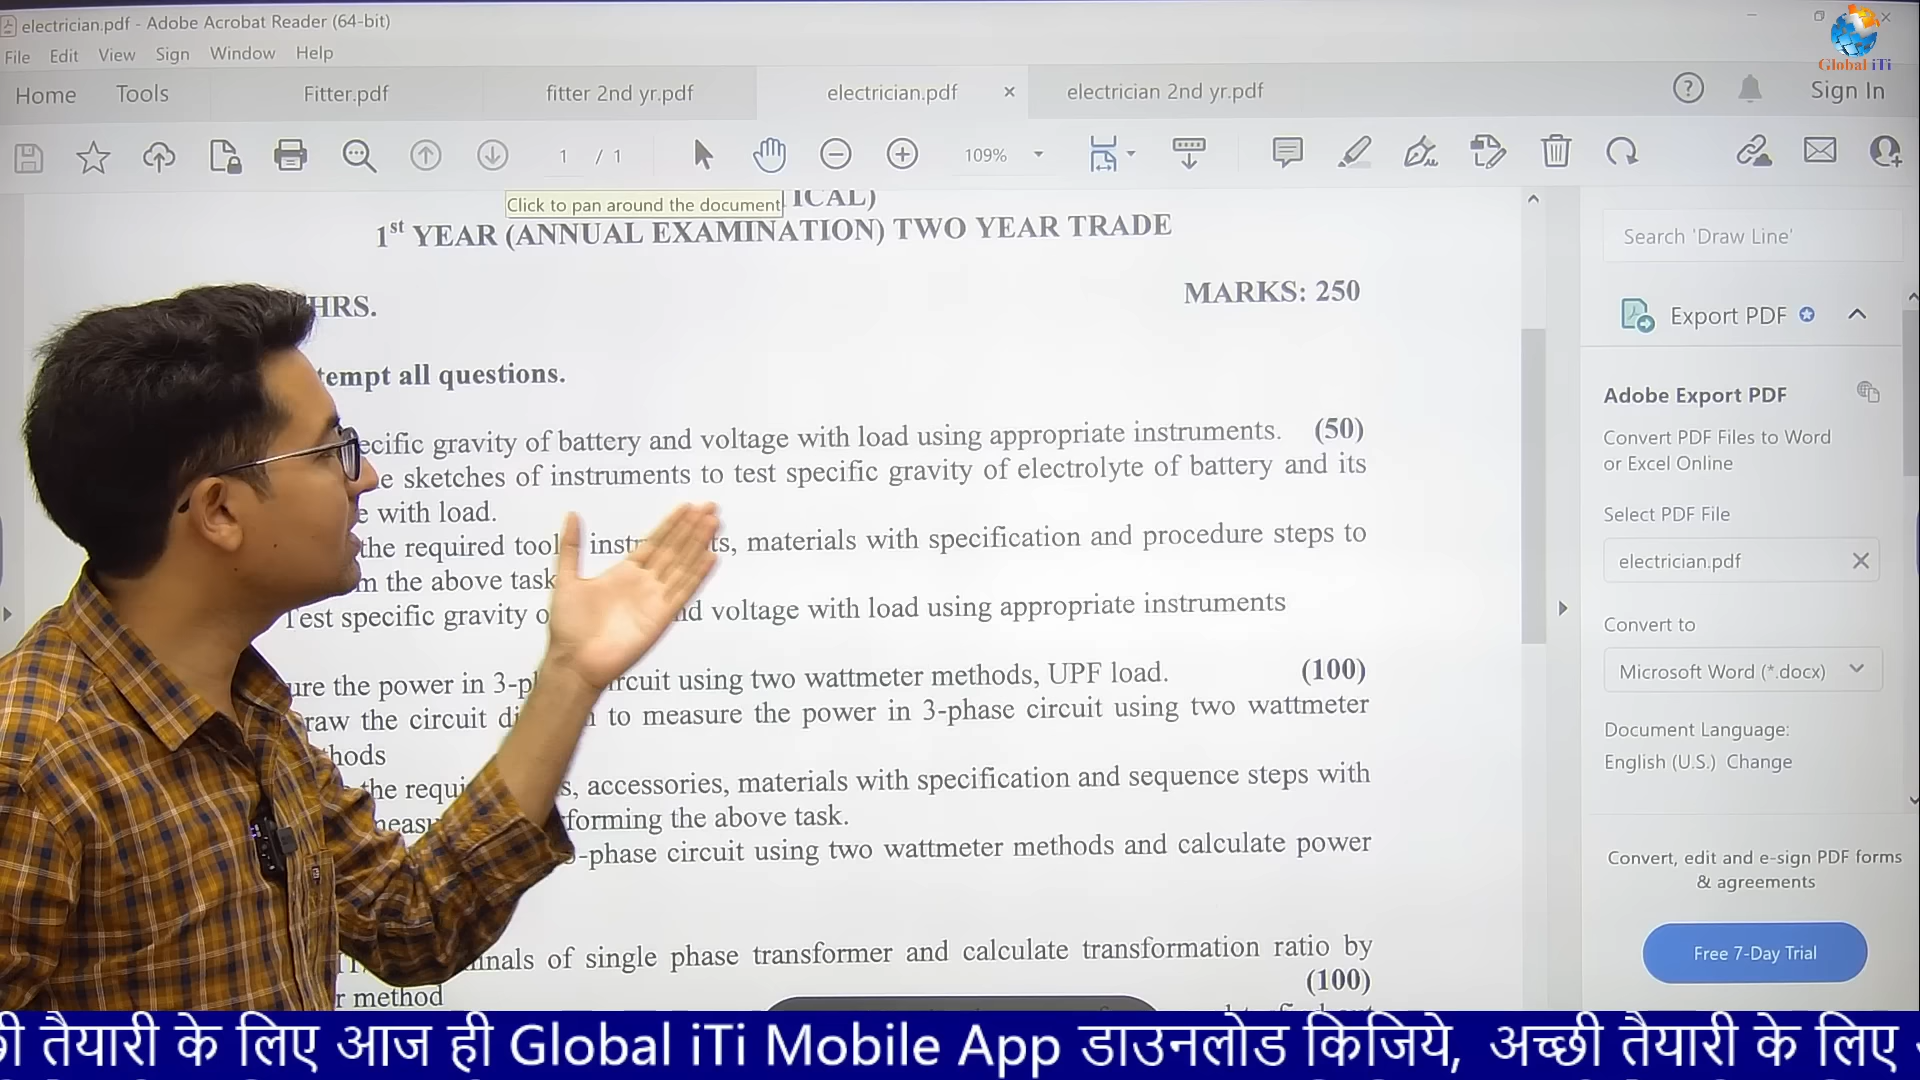 electrician.pdf - Adobe Acrobat Reader (64-bit)
File Edit View Sign Window Help
Global iTi
Home Tools Fitter.pdf fitter 2nd yr.pdf electrician.pdf electrician 2nd yr.pdf Sign In
1 / 1 109%
Click to pan around the document ICAL)
1st YEAR (ANNUAL EXAMINATION) TWO YEAR TRADE
HRS. MARKS: 250
tempt all questions.
ecific gravity of battery and voltage with load using appropriate instruments. (50)
sketches of instruments to test specific gravity of electrolyte of battery and its
with load.
the required tool materials with specification and procedure steps to
m the above task
Test specific gravity voltage with load using appropriate instruments
ure the power in 3-p circuit using two wattmeter methods, UPF load. (100)
raw the circuit to measure the power in 3-phase circuit using two wattmeter
hods
the accessories, materials with specification and sequence steps with
forming the above task.
-phase circuit using two wattmeter methods and calculate power
inals of single phase transformer and calculate transformation ratio by
(100)
r method
Search 'Draw Line'
Export PDF
Adobe Export PDF
Convert PDF Files to Word
or Excel Online
Select PDF File
electrician.pdf
Convert to
Microsoft Word (*.docx)
Document Language:
English (U.S.) Change
Convert, edit and e-sign PDF forms
& agreements
Free 7-Day Trial
तैयारी के लिए आज ही Global iTi Mobile App डाउनलोड किजिये, अच्छी तैयारी के लिए